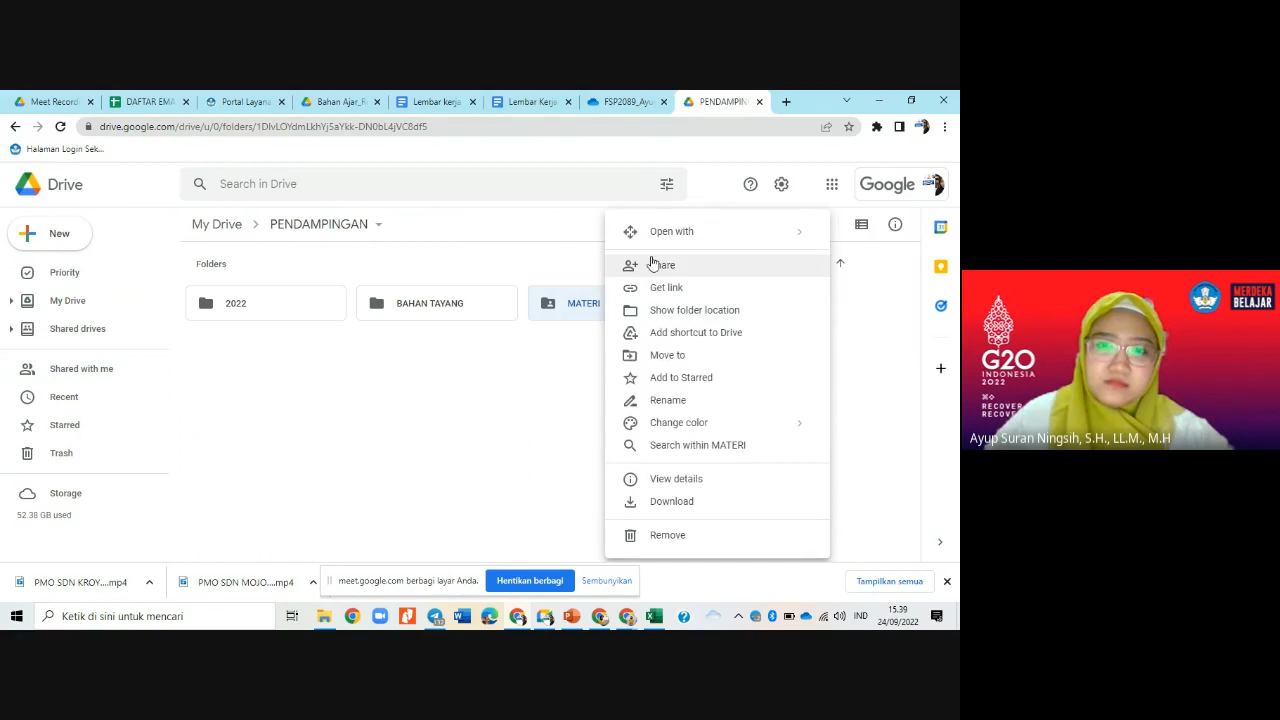 Meet Record
DAFTAR EMA
Portal Layana
Bahan Ajar_R
Lembar kerja
Lembar Kerja
FSP2089_Ayu
PENDAMPIN
drive.google.com/drive/u/0/folders/1DlvLOYdmLkhYj5aYkk-DN0bL4jVC8df5
Halaman Login Sek...
Drive
Search in Drive
Google
New
My Drive
PENDAMPINGAN
Priority
My Drive
Shared drives
Shared with me
Recent
Starred
Trash
Storage
52.38 GB used
Folders
2022
BAHAN TAYANG
MATERI
Open with
Get link
Show folder location
Add shortcut to Drive
Move to
Add to Starred
Rename
Change color
Search within MATERI
View details
Download
Remove
MERDEKA
BELAJAR
G20
INDONESIA
2022
RECOVER
RECOVE
Ayup Suran Ningsih, S.H., LL.M., M.H
PMO SDN KROY....mp4
PMO SDN MOJO....mp4
meet.google.com berbagi layar Anda.
Hentikan berbagi
Sembunyikan
Tampilkan semua
Ketik di sini untuk mencari
IND
15.39
24/09/2022